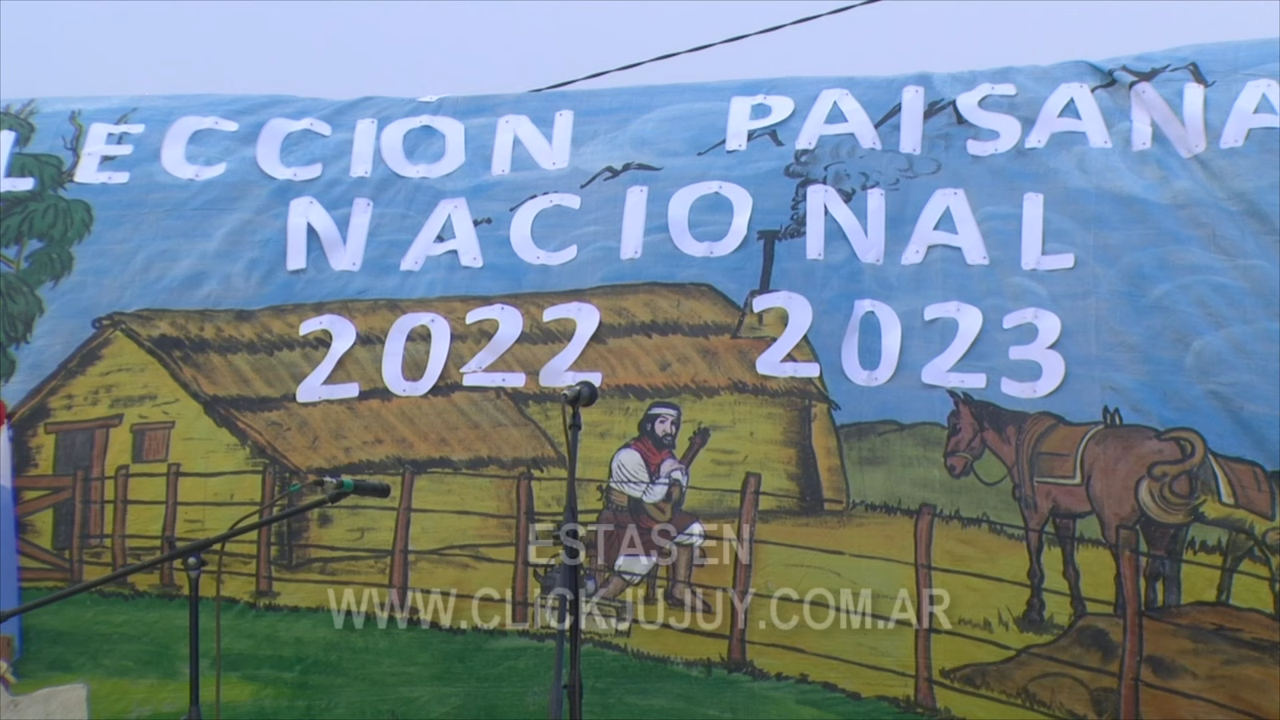 LECCION PAISANA
NACIONAL
2022 2023
ESTAS EN
WWW.CLICKJUJUY.COM.AR